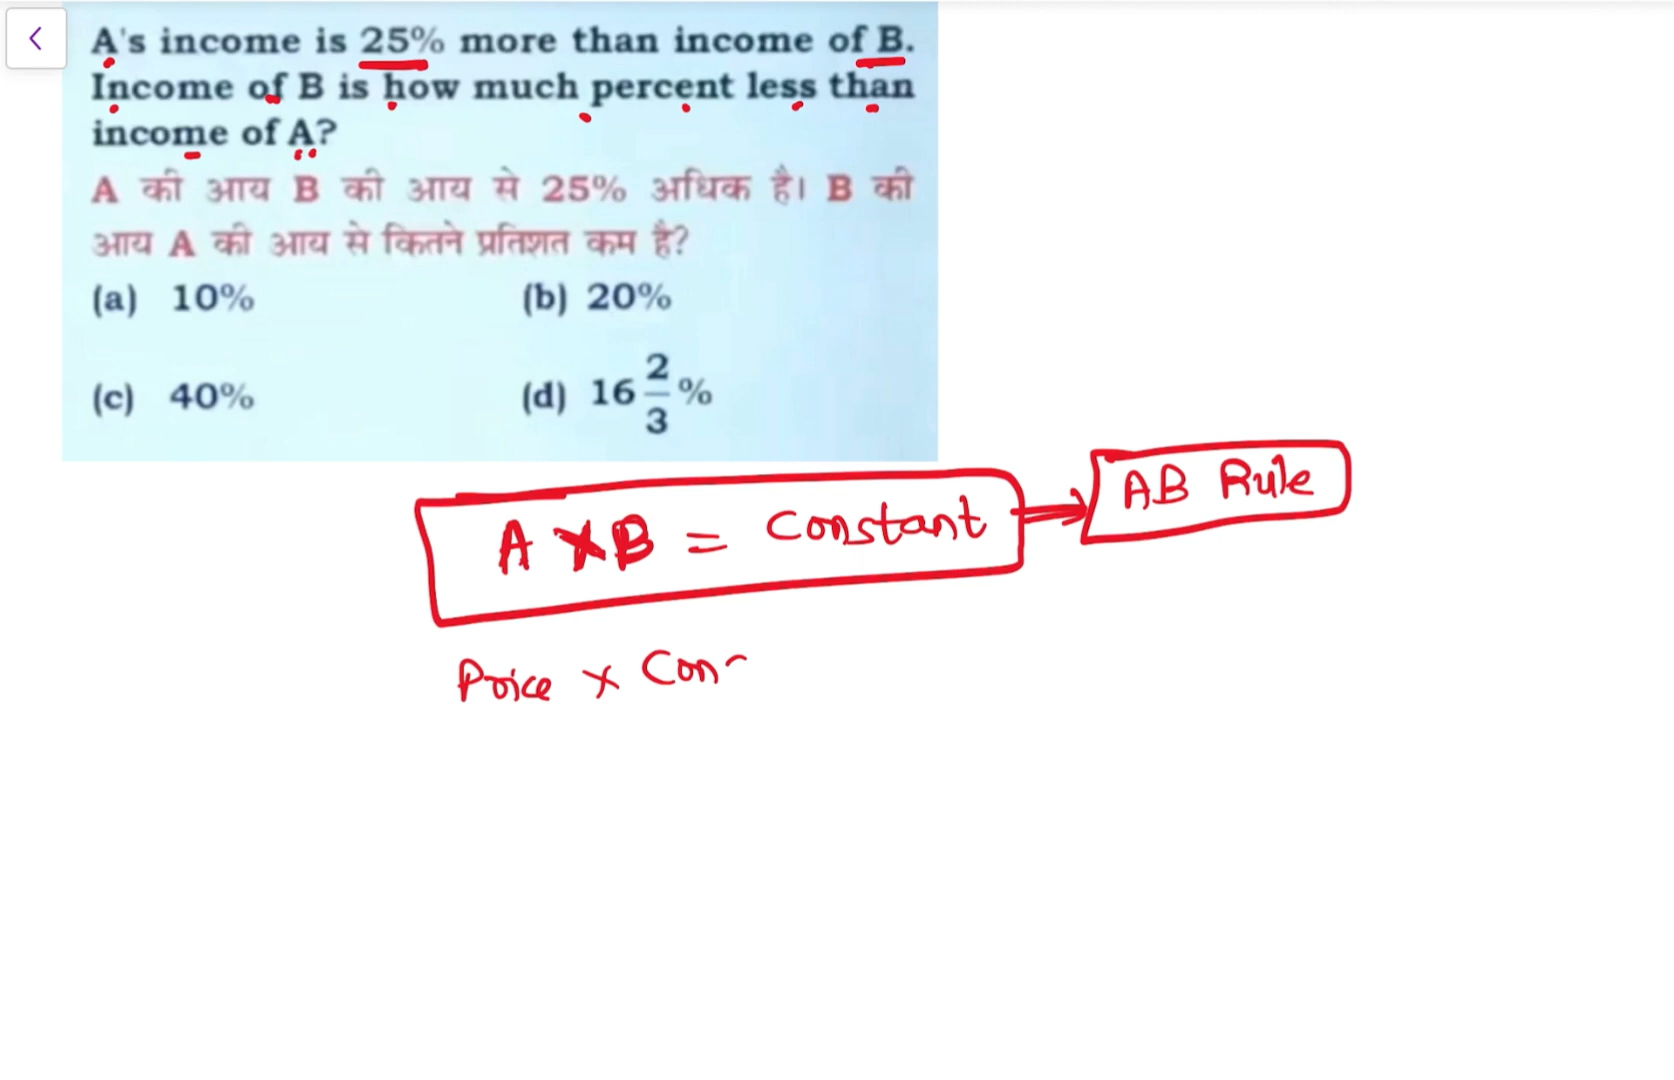 A's income is 25% more than income of B.
Income of B is how much percent less than
income of A?
A की आय B की आय से 25% अधिक है। B की
आय A की आय से कितने प्रतिशत कम है?
(a) 10% (b) 20%
(c) 40% (d) 16 2/3 %
A × B = Constant ⇒ AB Rule
Price × Con